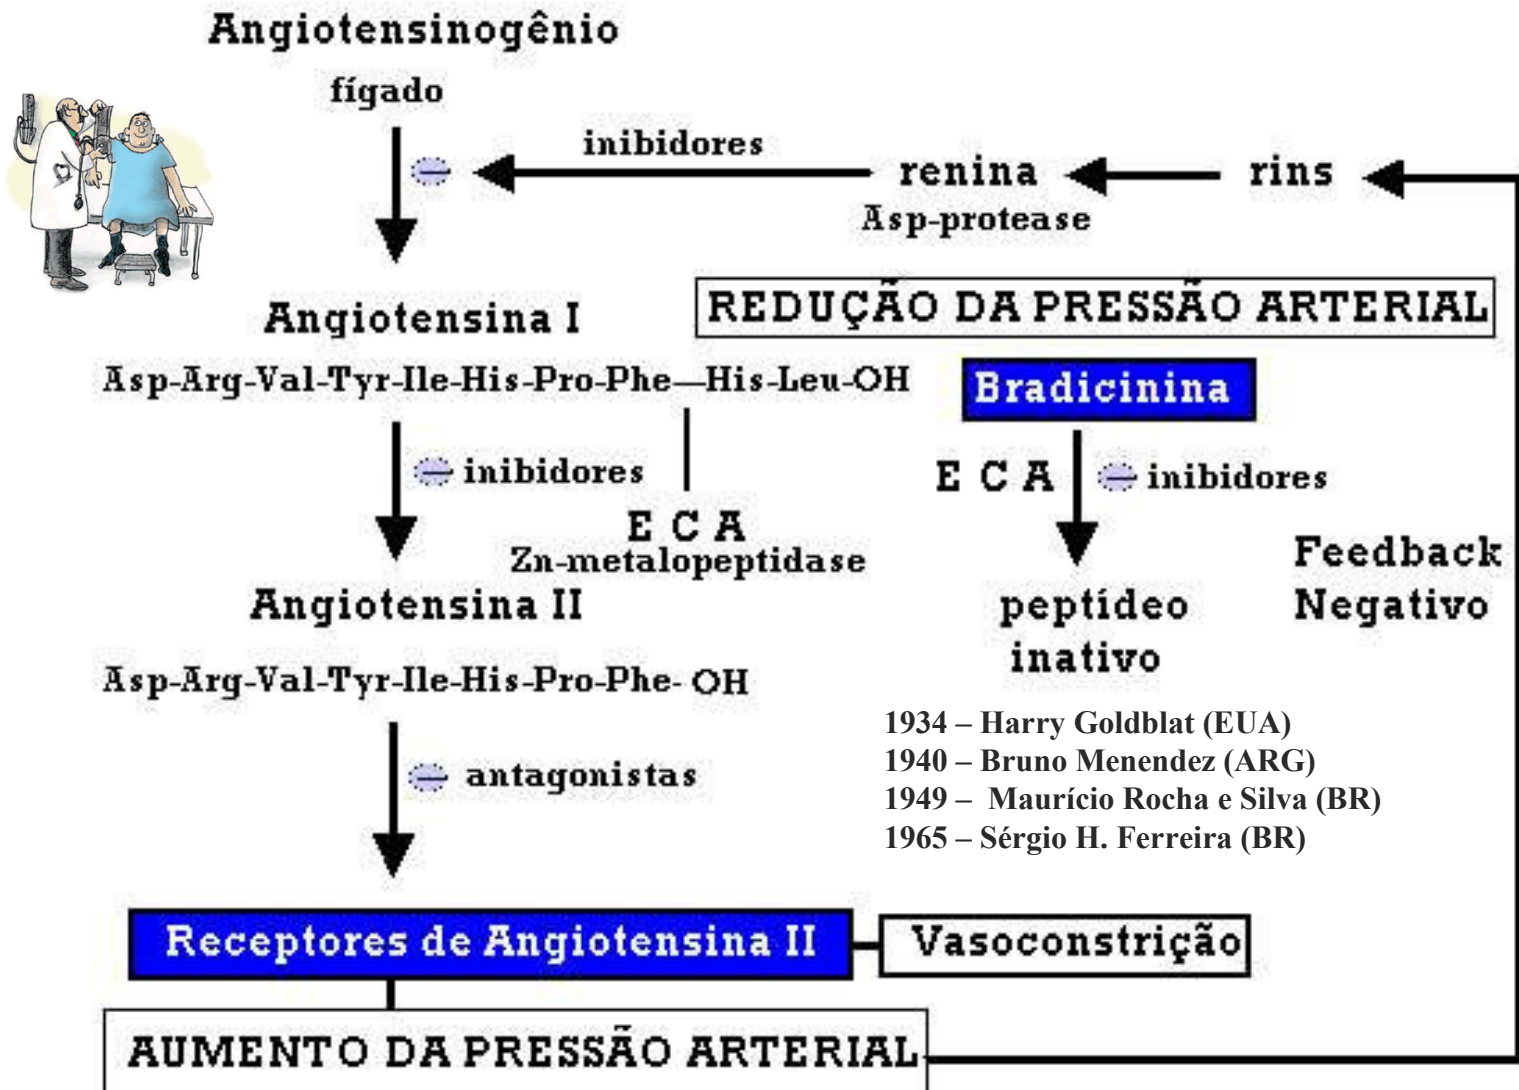 Angiotensinogênio
fígado
inibidores
renina
rins
Asp-protease
REDUÇÃO DA PRESSÃO ARTERIAL
Angiotensina I
Asp-Arg-Val-Tyr-Ile-His-Pro-Phe—His-Leu-OH
Bradicinina
inibidores
E C A
inibidores
E C A
Zn-metalopeptidase
Feedback
Negativo
Angiotensina II
peptídeo
inativo
Asp-Arg-Val-Tyr-Ile-His-Pro-Phe- OH
1934 – Harry Goldblat (EUA)
1940 – Bruno Menendez (ARG)
1949 – Maurício Rocha e Silva (BR)
1965 – Sérgio H. Ferreira (BR)
antagonistas
Receptores de Angiotensina II
Vasoconstrição
AUMENTO DA PRESSÃO ARTERIAL